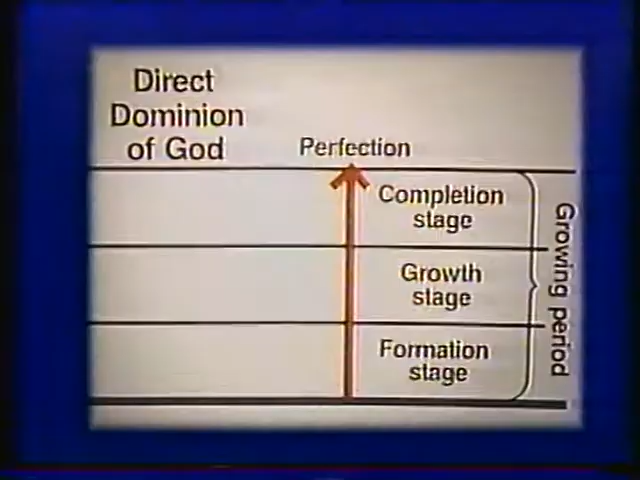 Direct
Dominion
of God
Perfection
Completion
stage
Growth
stage
Formation
stage
Growing period